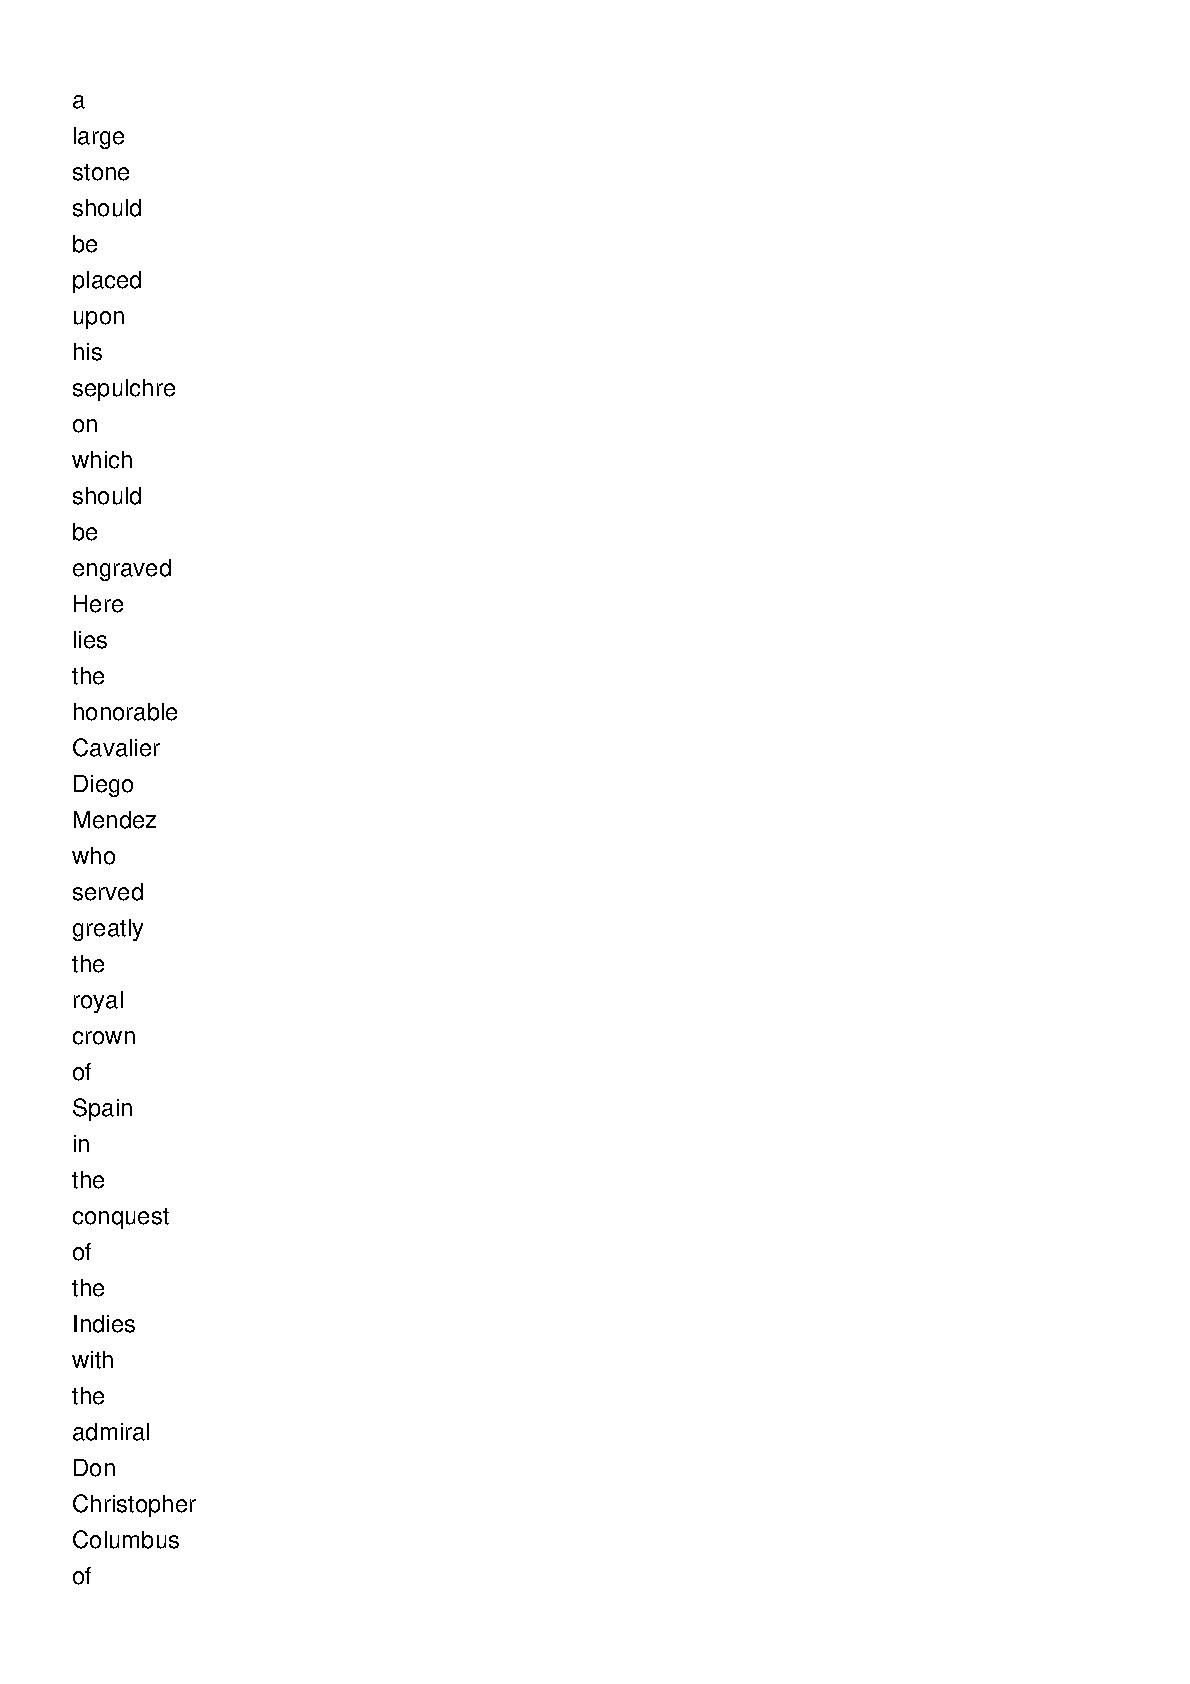 a
large
stone
should
be
placed
upon
his
sepulchre
on
which
should
be
engraved
Here
lies
the
honorable
Cavalier
Diego
Mendez
who
served
greatly
the
royal
crown
of
Spain
in
the
conquest
of
the
Indies
with
the
admiral
Don
Christopher
Columbus
of